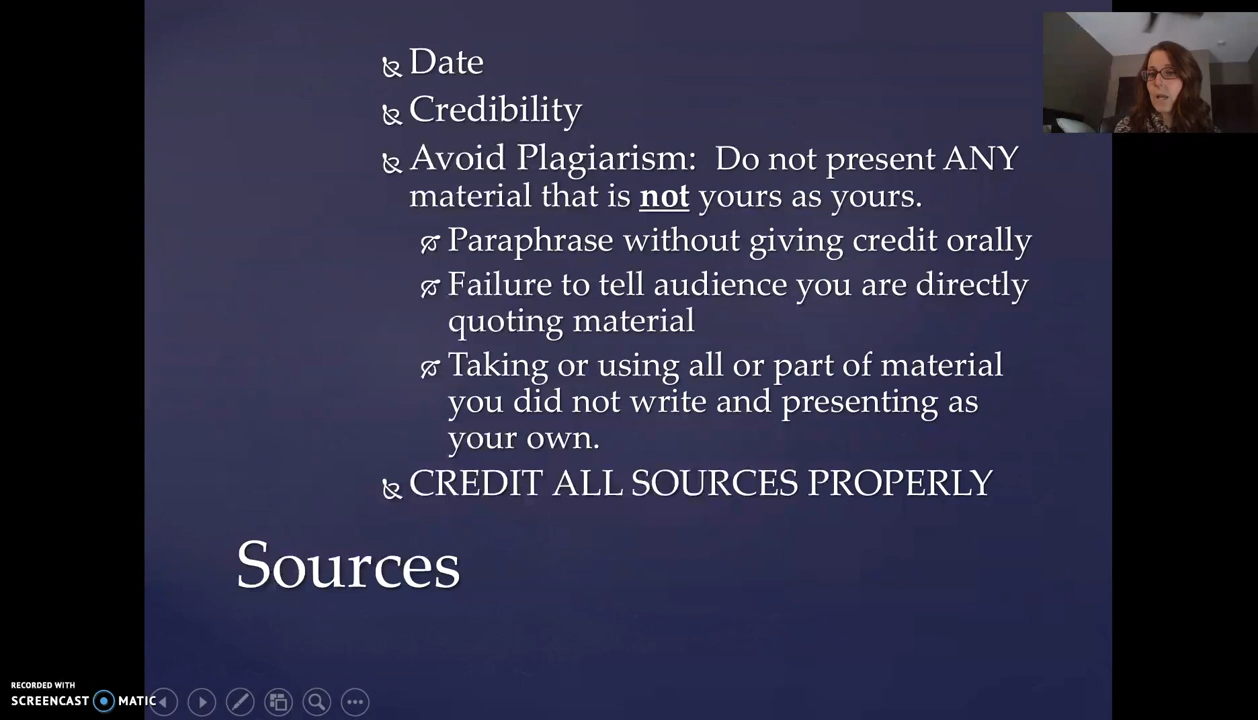 Date
Credibility
Avoid Plagiarism: Do not present ANY
material that is not yours as yours.
Paraphrase without giving credit orally
Failure to tell audience you are directly
quoting material
Taking or using all or part of material
you did not write and presenting as
your own.
CREDIT ALL SOURCES PROPERLY
Sources
RECORDED WITH
SCREENCAST MATIC